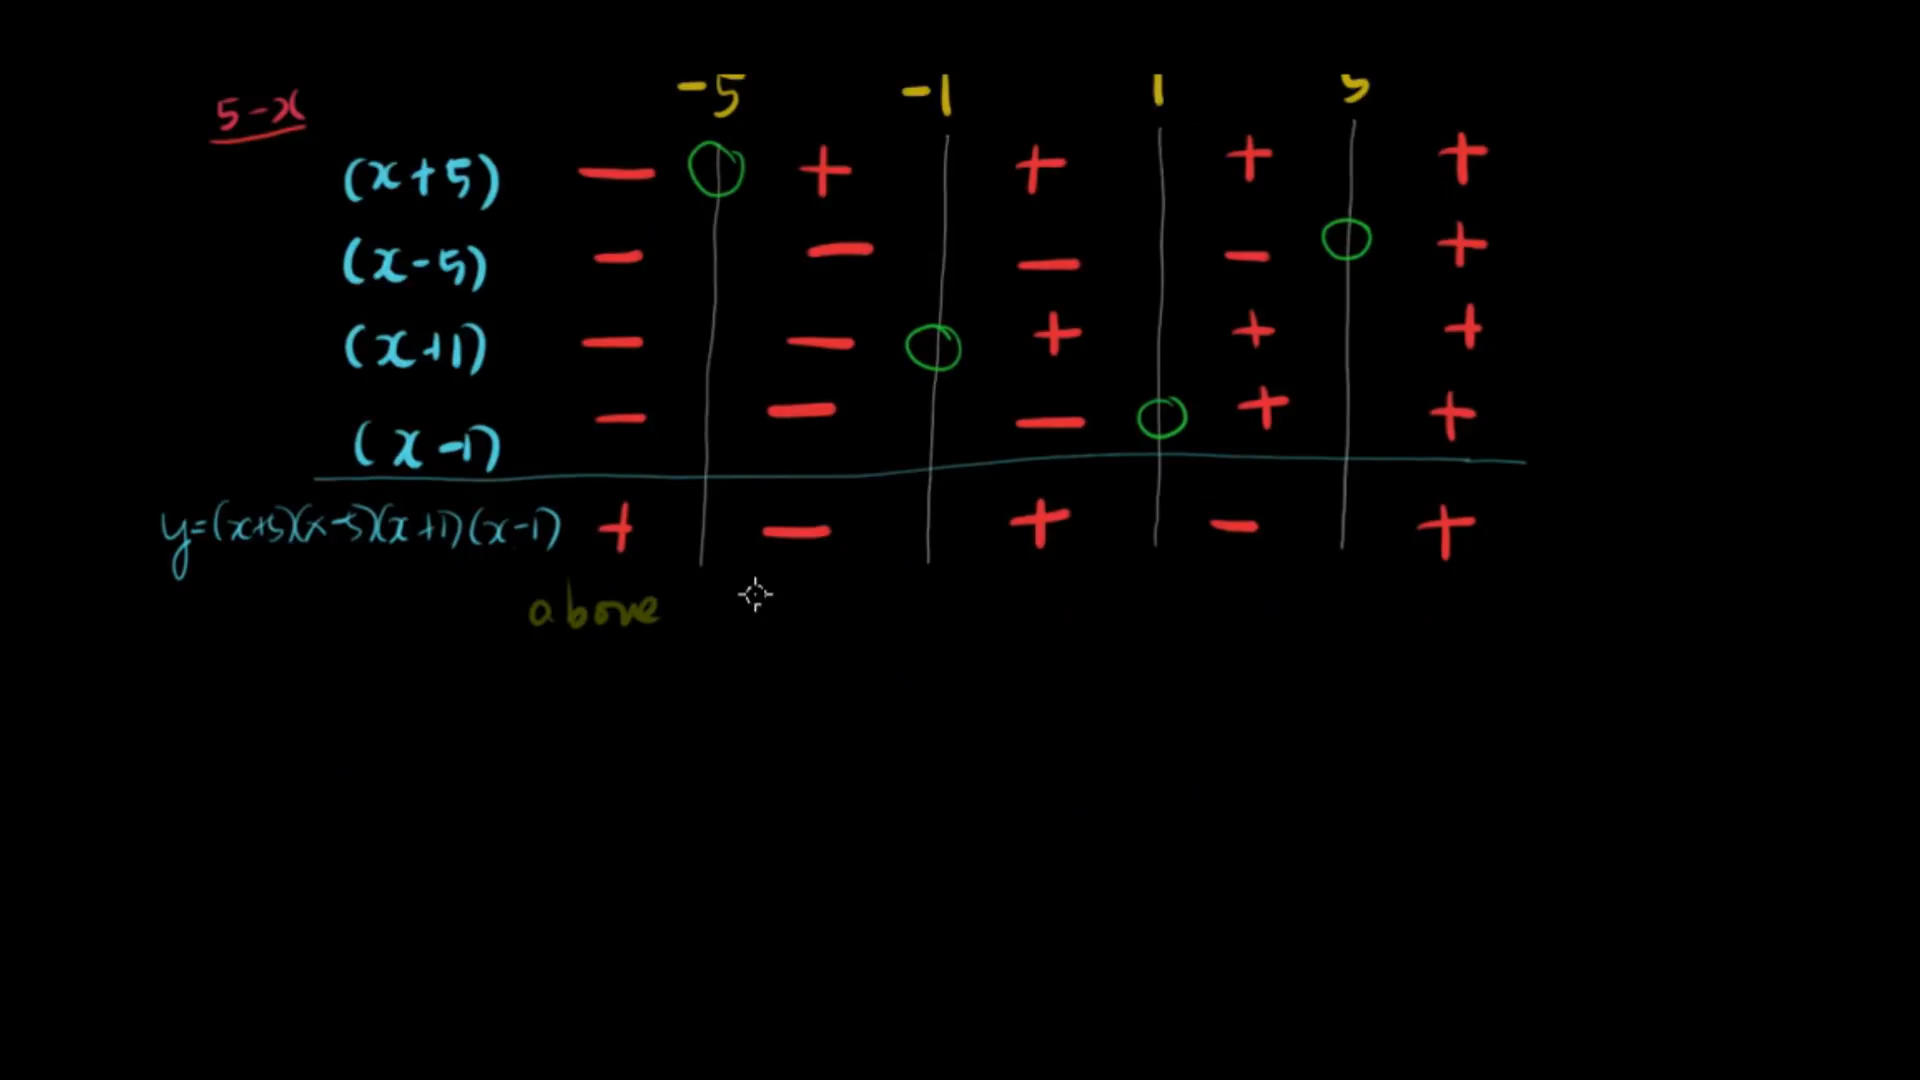 -5 -1 1 5
5-x
(x+5) - + + + +
(x-5) - - - - +
(x+1) - - + + +
(x-1) - - - + +
y=(x+5)(x-5)(x+1)(x-1) + - + - +
above